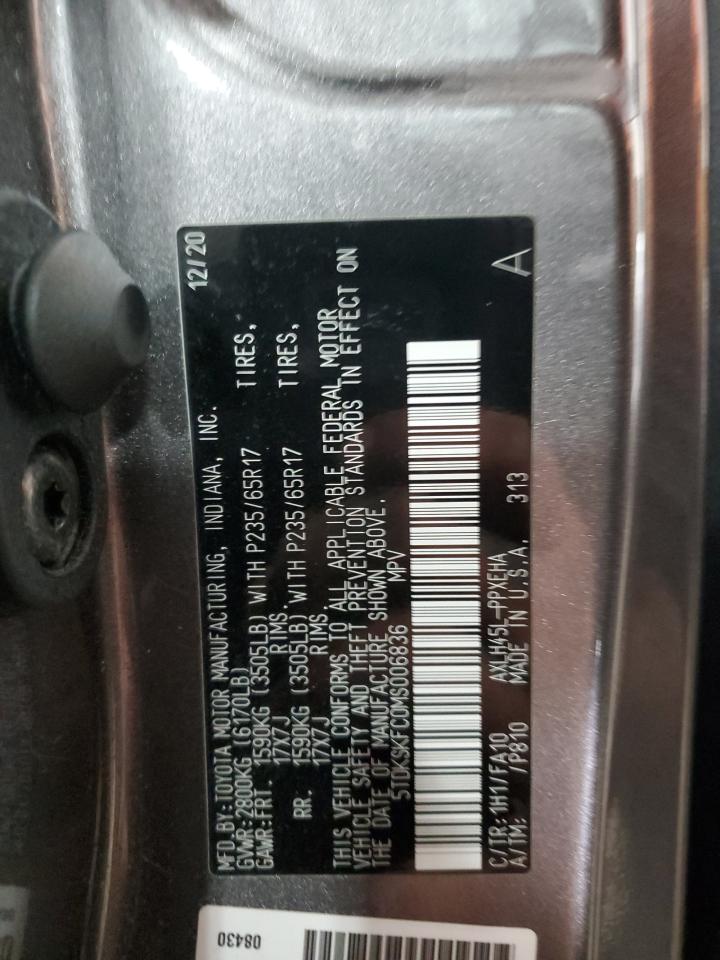 MFD.BY:TOYOTA MOTOR MANUFACTURING, INDIANA, INC. 12/20
GVWR:2800KG (6170LB)
GAWR:FRT. 1590KG (3505LB) WITH P235/65R17 TIRES,
17X7J RIMS.
RR. 1590KG (3505LB) WITH P235/65R17 TIRES,
17X7J RIMS
THIS VEHICLE CONFORMS TO ALL APPLICABLE FEDERAL MOTOR
VEHICLE SAFETY AND THEFT PREVENTION STANDARDS IN EFFECT ON
THE DATE OF MANUFACTURE SHOWN ABOVE.
5TDKSKFC0MS006836 MPV
C/TR:1H1/FA10 AXLH45L-PPXEHA
A/TM: /P810 MADE IN U.S.A. 313 A
08430